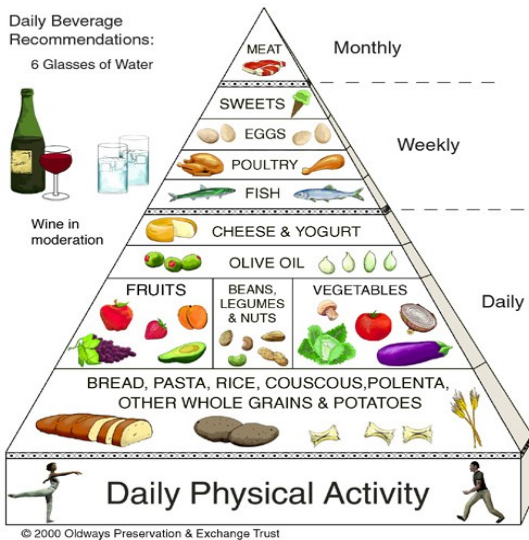 Daily Beverage
Recommendations:
6 Glasses of Water
Wine in
moderation
MEAT
Monthly
SWEETS
EGGS
POULTRY
FISH
Weekly
CHEESE & YOGURT
OLIVE OIL
FRUITS
BEANS,
LEGUMES
& NUTS
VEGETABLES
Daily
BREAD, PASTA, RICE, COUSCOUS,POLENTA,
OTHER WHOLE GRAINS & POTATOES
Daily Physical Activity
© 2000 Oldways Preservation & Exchange Trust